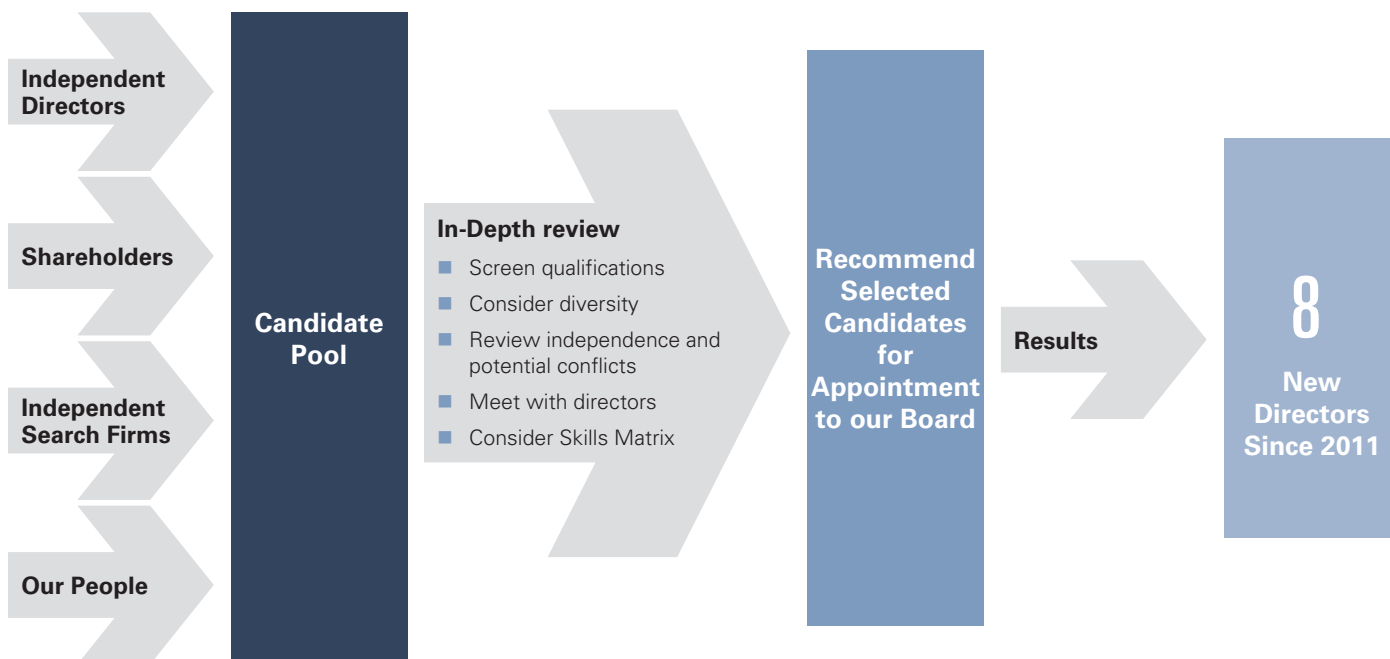 Independent
Directors
Shareholders
Independent
Search Firms
Our People
Candidate
Pool
In-Depth review
Screen qualifications
Consider diversity
Review independence and
potential conflicts
Meet with directors
Consider Skills Matrix
Recommend
Selected
Candidates
for
Appointment
to our Board
Results
8
New
Directors
Since 2011